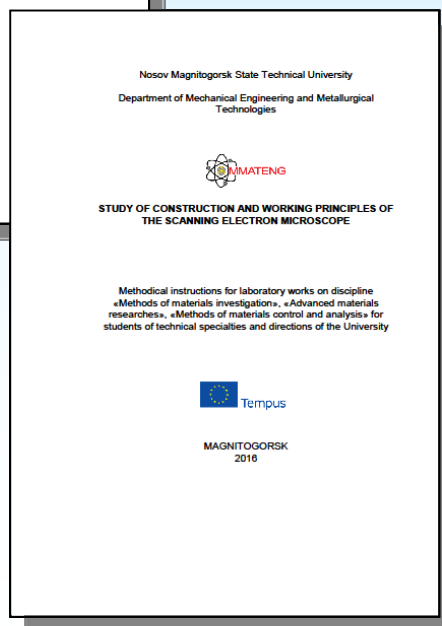 Nosov Magnitogorsk State Technical University
Department of Mechanical Engineering and Metallurgical
Technologies
MMATENG
STUDY OF CONSTRUCTION AND WORKING PRINCIPLES OF
THE SCANNING ELECTRON MICROSCOPE
Methodical instructions for laboratory works on discipline
«Methods of materials investigation», «Advanced materials
researches», «Methods of materials control and analysis» for
students of technical specialties and directions of the University
Tempus
MAGNITOGORSK
2016